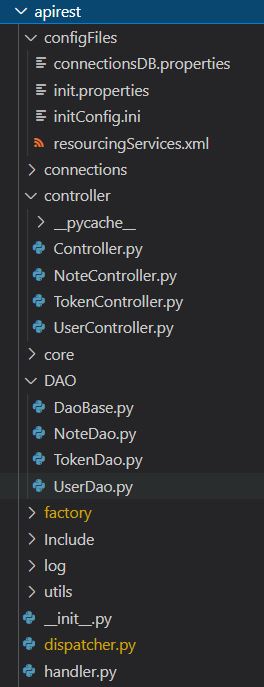 apirest
configFiles
connectionsDB.properties
init.properties
initConfig.ini
resourcingServices.xml
connections
controller
__pycache__
Controller.py
NoteController.py
TokenController.py
UserController.py
core
DAO
DaoBase.py
NoteDao.py
TokenDao.py
UserDao.py
factory
Include
log
utils
__init__.py
dispatcher.py
handler.py